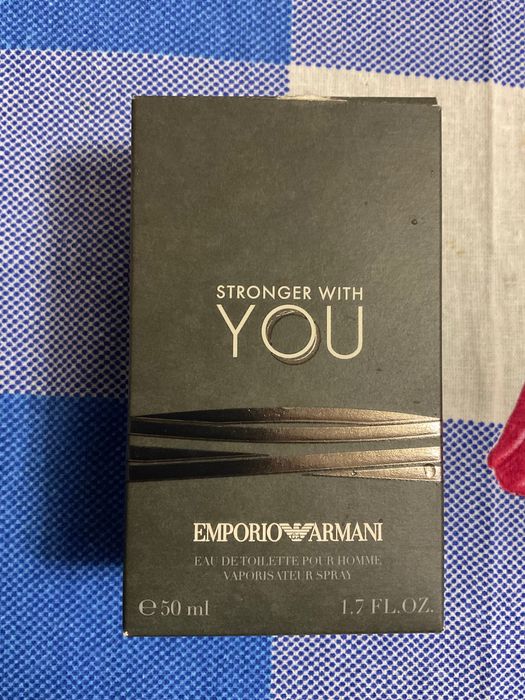 STRONGER WITH
YOU
EMPORIO ARMANI
EAU DE TOILETTE POUR HOMME
VAPORISATEUR SPRAY
℮ 50 ml 1.7 FL.OZ.